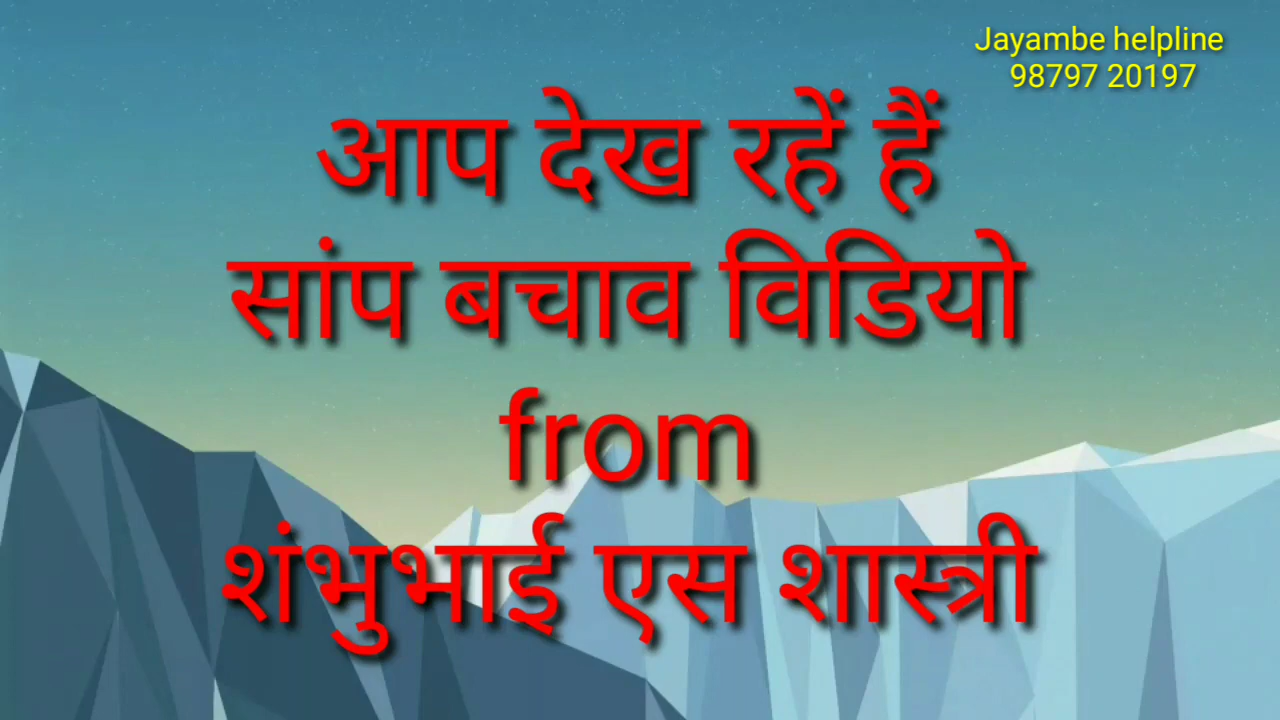 Jayambe helpline
98797 20197
आप देख रहें हैं
सांप बचाव विडियो
from
शंभुभाई एस शास्त्री